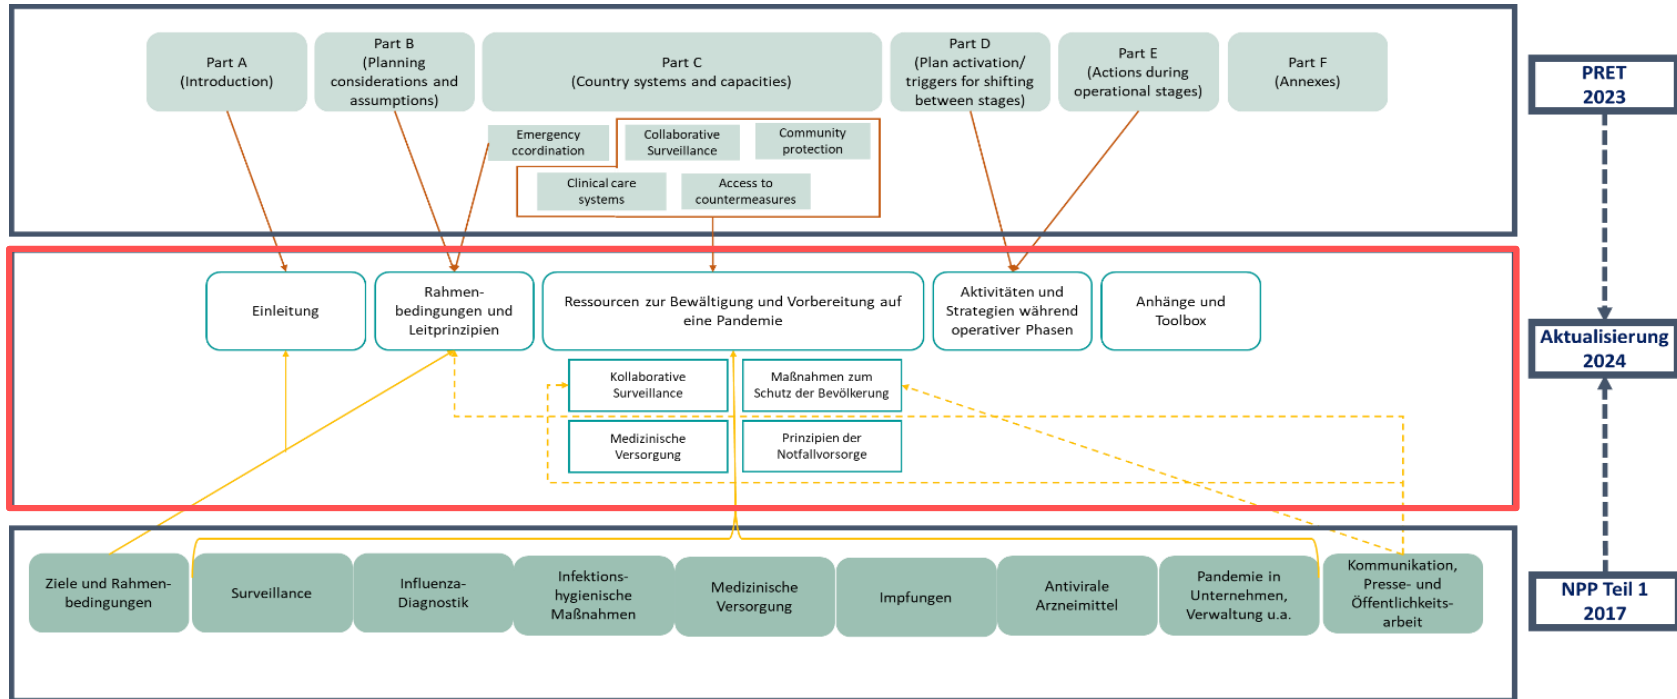 Part A
(Introduction)
Part B
(Planning
considerations and
assumptions)
Part C
(Country systems and capacities)
Part D
(Plan activation/
triggers for shifting
between stages)
Part E
(Actions during
operational stages)
Part F
(Annexes)
PRET
2023
Emergency
ccordination
Collaborative
Surveillance
Community
protection
Clinical care
systems
Access to
countermeasures
Einleitung
Rahmen-
bedingungen und
Leitprinzipien
Ressourcen zur Bewältigung und Vorbereitung auf
eine Pandemie
Aktivitäten und
Strategien während
operativer Phasen
Anhänge und
Toolbox
Aktualisierung
2024
Kollaborative
Surveillance
Maßnahmen zum
Schutz der Bevölkerung
Medizinische
Versorgung
Prinzipien der
Notfallvorsorge
Ziele und Rahmen-
bedingungen
Surveillance
Influenza-
Diagnostik
Infektions-
hygienische
Maßnahmen
Medizinische
Versorgung
Impfungen
Antivirale
Arzneimittel
Pandemie in
Unternehmen,
Verwaltung u.a.
Kommunikation,
Presse- und
Öffentlichkeits-
arbeit
NPP Teil 1
2017